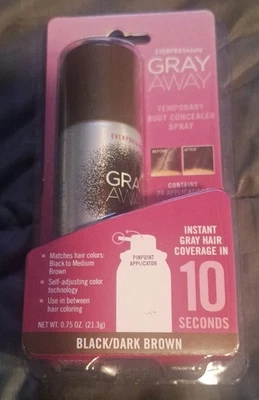 EVERPRObeauty
GRAY
AWAY
TEMPORARY
ROOT CONCEALER
SPRAY
BEFORE
AFTER
CONTAINS
EVERPRObeauty
GRAY
AWAY
• Matches hair colors:
Black to Medium
Brown
• Self-adjusting color
technology
• Use in between
hair coloring
NET WT. 0.75 OZ. (21.3g)
PINPOINT
APPLICATOR
INSTANT
GRAY HAIR
COVERAGE IN
10
SECONDS
BLACK/DARK BROWN